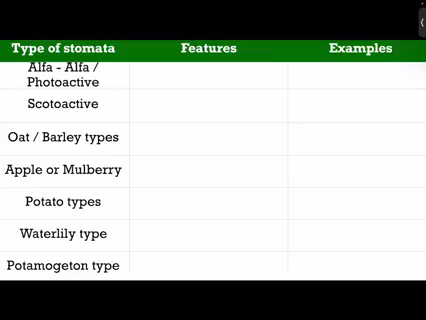 Type of stomata Features Examples
Alfa - Alfa /
Photoactive
Scotoactive
Oat / Barley types
Apple or Mulberry
Potato types
Waterlily type
Potamogeton type